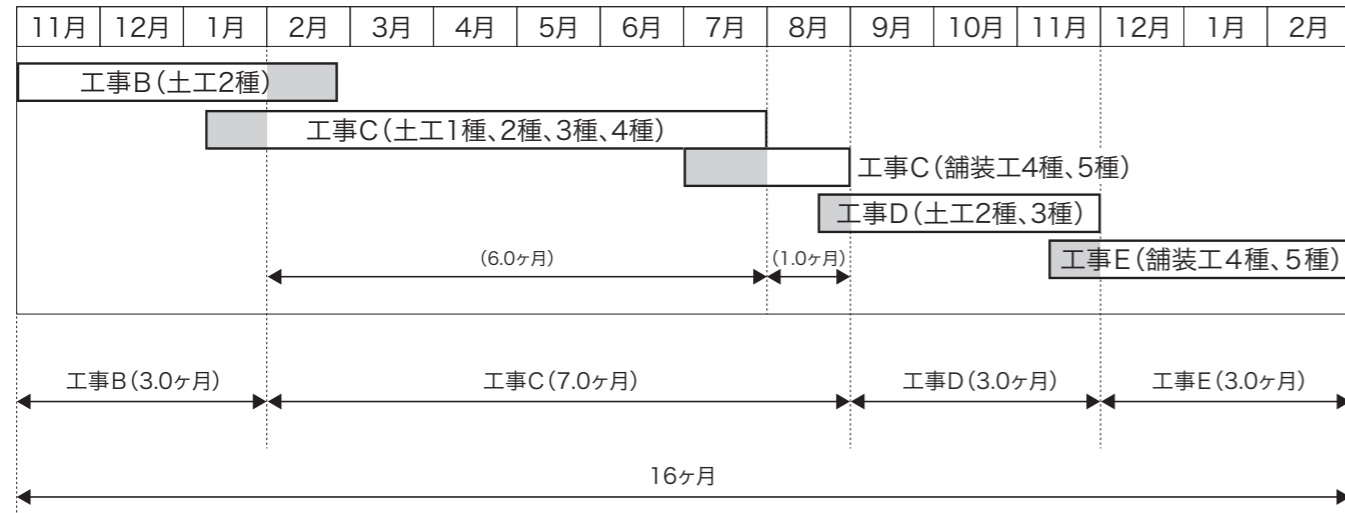 11月 12月 1月 2月 3月 4月 5月 6月 7月 8月 9月 10月 11月 12月 1月 2月
工事B(土工2種)
工事C(土工1種、2種、3種、4種)
工事C(舗装工4種、5種)
工事D(土工2種、3種)
工事E(舗装工4種、5種)
(6.0ヶ月) (1.0ヶ月)
工事B(3.0ヶ月) 工事C(7.0ヶ月) 工事D(3.0ヶ月) 工事E(3.0ヶ月)
16ヶ月